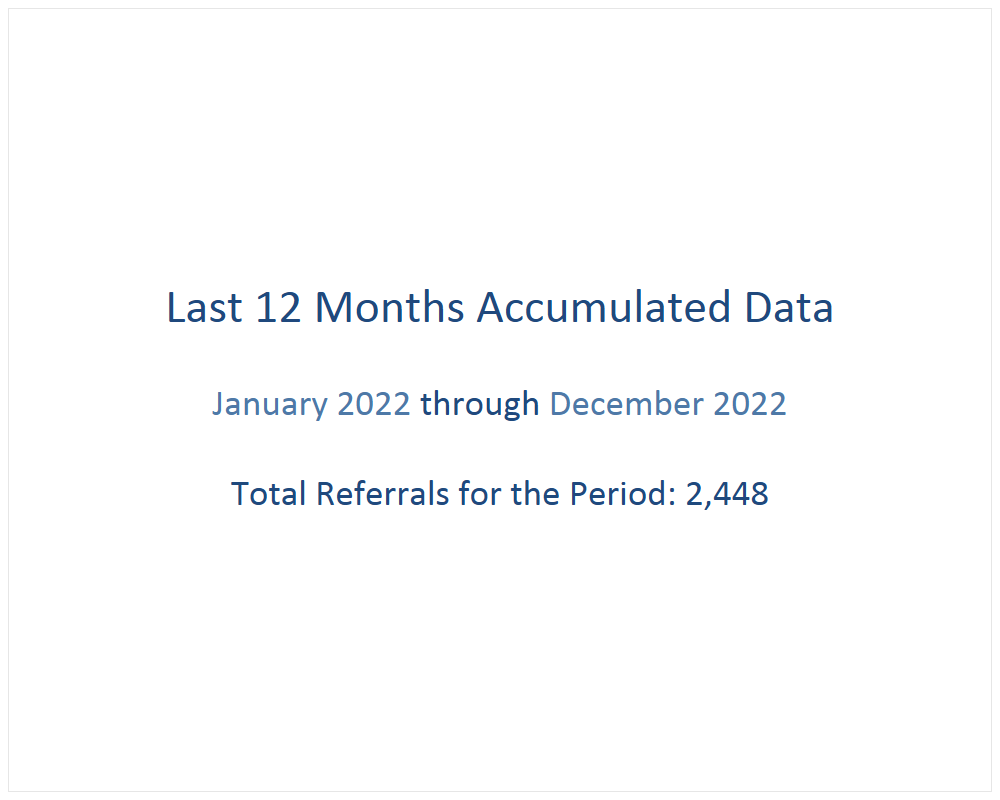 Last 12 Months Accumulated Data
January 2022 through December 2022
Total Referrals for the Period: 2,448